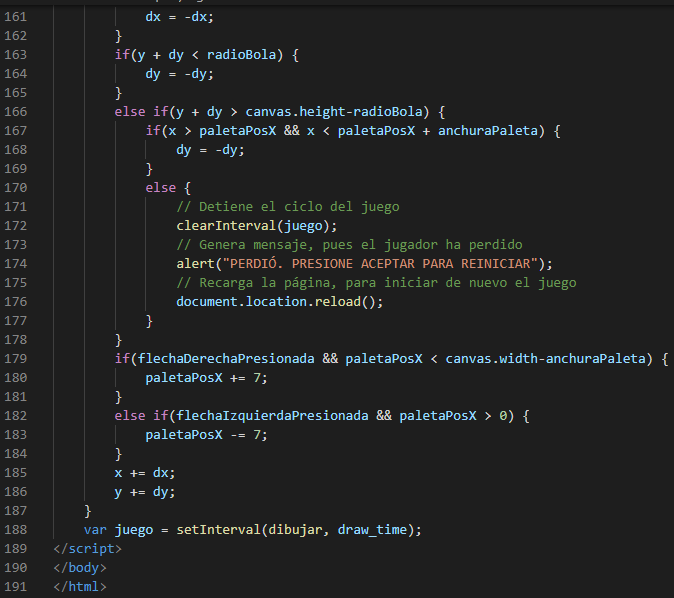 161 dx = -dx;
162 }
163 if(y + dy < radioBola) {
164 dy = -dy;
165 }
166 else if(y + dy > canvas.height-radioBola) {
167 if(x > paletaPosX && x < paletaPosX + anchuraPaleta) {
168 dy = -dy;
169 }
170 else {
171 // Detiene el ciclo del juego
172 clearInterval(juego);
173 // Genera mensaje, pues el jugador ha perdido
174 alert("PERDIÓ. PRESIONE ACEPTAR PARA REINICIAR");
175 // Recarga la página, para iniciar de nuevo el juego
176 document.location.reload();
177 }
178 }
179 if(flechaDerechaPresionada && paletaPosX < canvas.width-anchuraPaleta) {
180 paletaPosX += 7;
181 }
182 else if(flechaIzquierdaPresionada && paletaPosX > 0) {
183 paletaPosX -= 7;
184 }
185 x += dx;
186 y += dy;
187 }
188 var juego = setInterval(dibujar, draw_time);
189 </script>
190 </body>
191 </html>